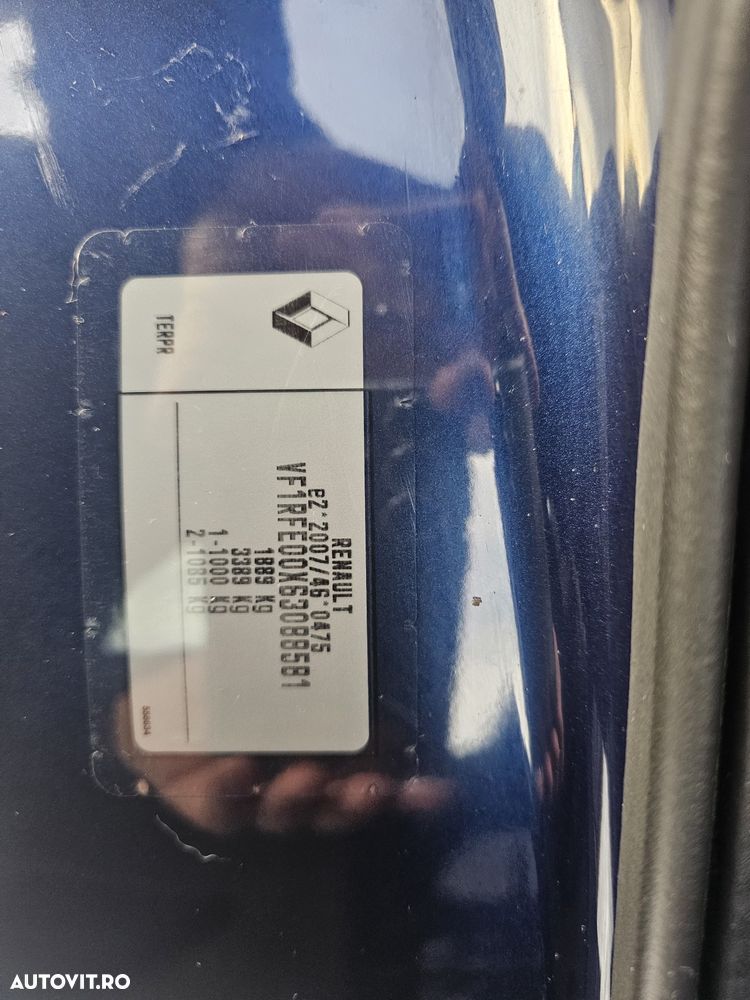 RENAULT
e2*2007/46*0475
VF1RFE00X63088581
1889 kg
3389 kg
1-1000 kg
2-1085 kg
TERPR
588634
AUTOVIT.RO